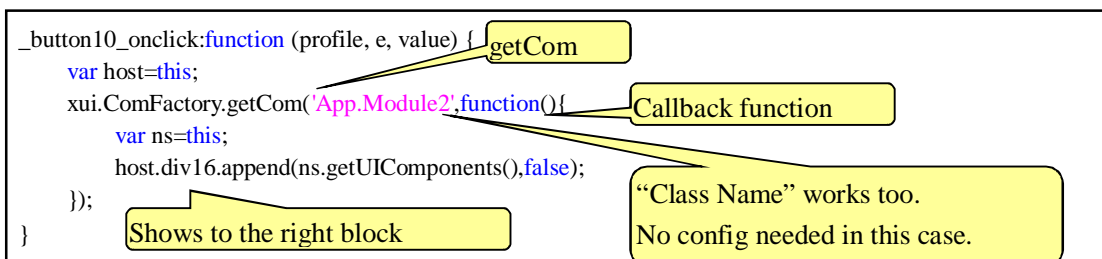 _button10_onclick:function (profile, e, value) {
getCom
var host=this;
xui.ComFactory.getCom('App.Module2',function(){
Callback function
var ns=this;
host.div16.append(ns.getUIComponents(),false);
});
“Class Name” works too.
No config needed in this case.
Shows to the right block
}